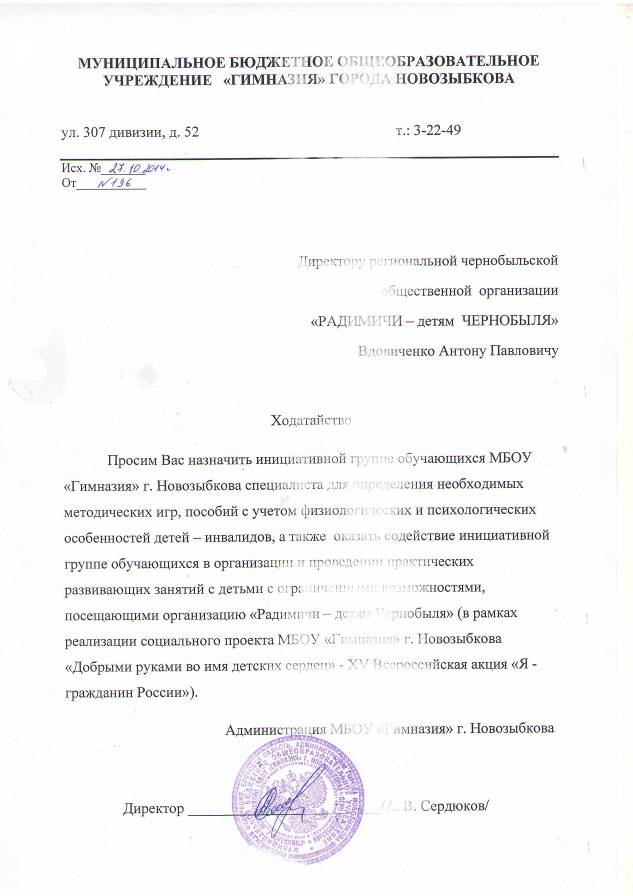 МУНИЦИПАЛЬНОЕ БЮДЖЕТНОЕ ОБЩЕОБРАЗОВАТЕЛЬНОЕ
УЧРЕЖДЕНИЕ «ГИМНАЗИЯ» ГОРОДА НОВОЗЫБКОВА
ул. 307 дивизии, д. 52 т.: 3-22-49
Исх. № 27.10.2014г
От №196
Директору региональной чернобыльской
общественной организации
«РАДИМИЧИ – детям ЧЕРНОБЫЛЯ»
Вдовиченко Антону Павловичу
Ходатайство
Просим Вас назначить инициативной группе обучающихся МБОУ
«Гимназия» г. Новозыбкова специалиста для определения необходимых
методических игр, пособий с учетом физиологических и психологических
особенностей детей – инвалидов, а также оказать содействие инициативной
группе обучающихся в организации и проведении практических
развивающих занятий с детьми с ограниченными возможностями,
посещающими организацию «Радимичи – детям Чернобыля» (в рамках
реализации социального проекта МБОУ «Гимназия» г. Новозыбкова
«Добрыми руками во имя детских сердец» - XV Всероссийская акция «Я -
гражданин России»).
Администрация МБОУ «Гимназия» г. Новозыбкова
Директор /А. В. Сердюков/